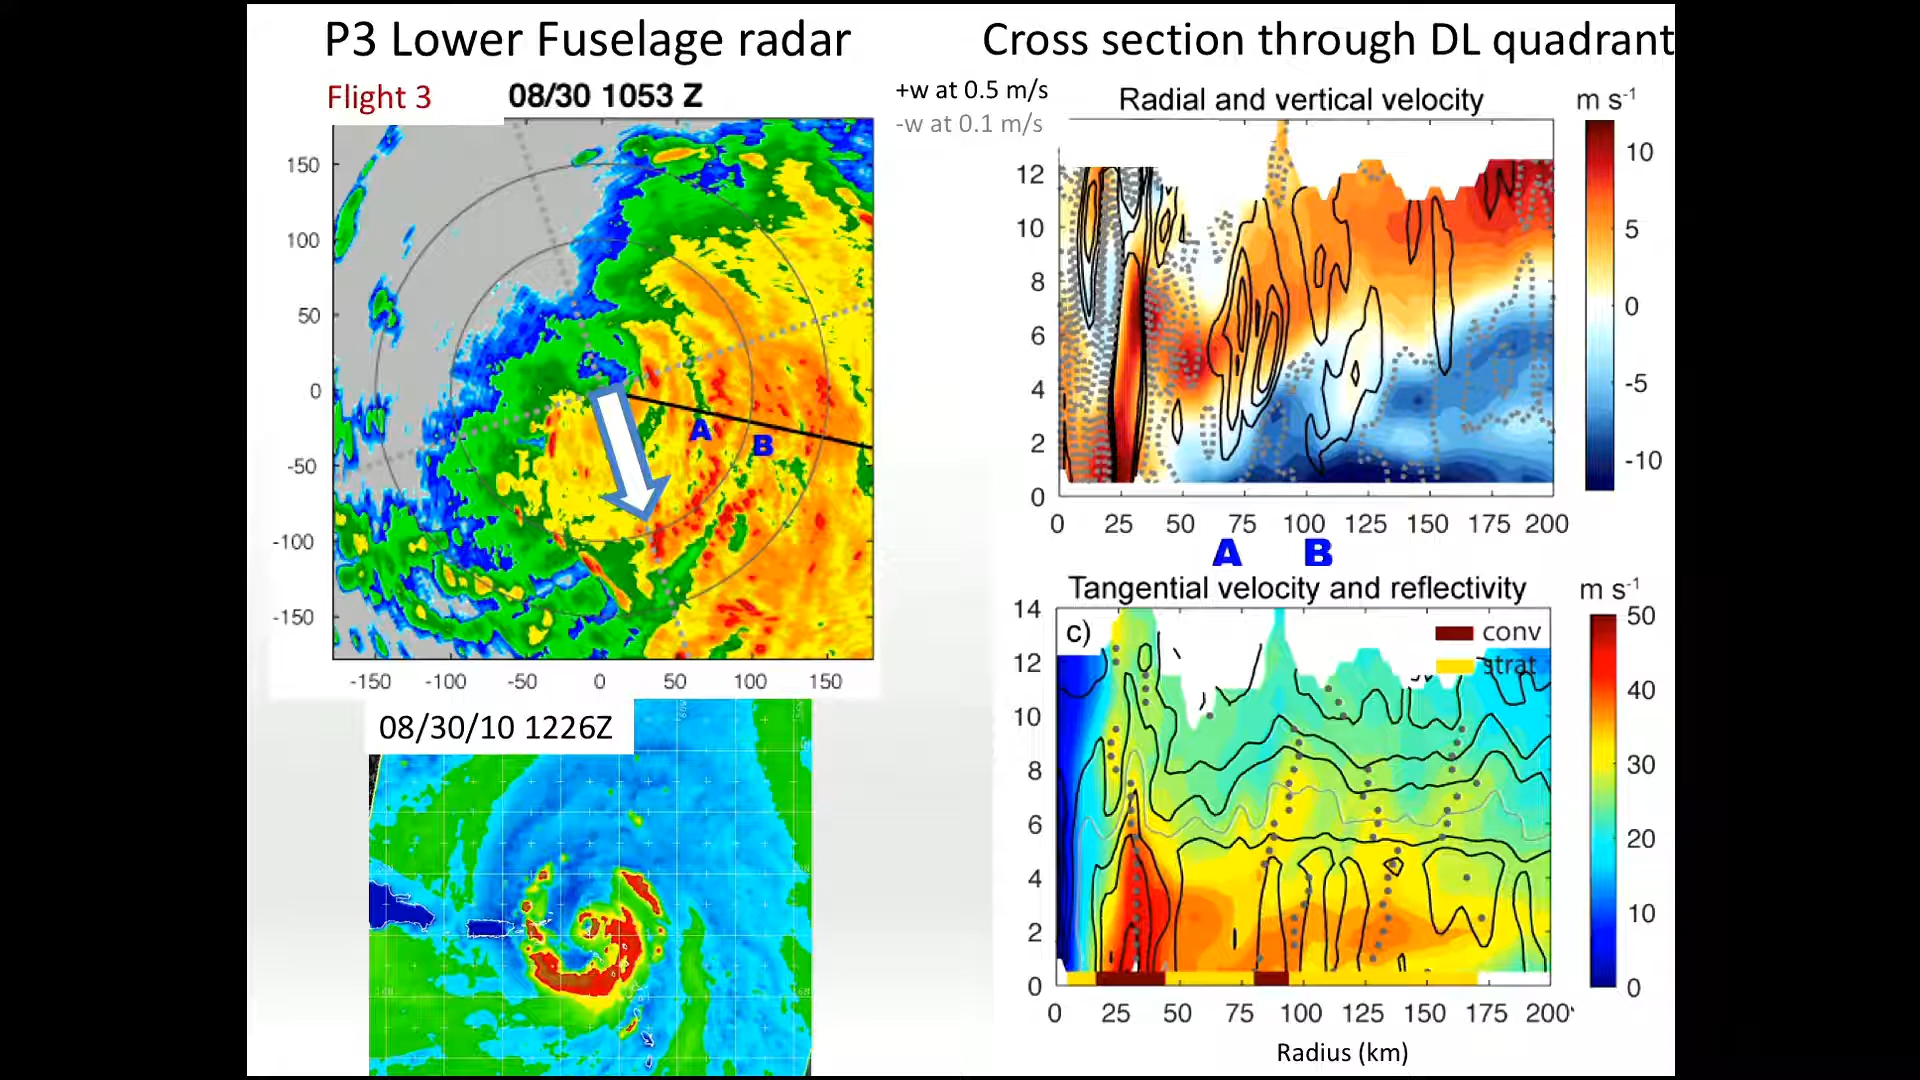 P3 Lower Fuselage radar
Flight 3
08/30 1053 Z
150
100
50
0
-50
-100
-150
A
B
-150 -100 -50 0 50 100 150
08/30/10 1226Z
Cross section through DL quadrant
+w at 0.5 m/s
-w at 0.1 m/s
Radial and vertical velocity
m s-1
12
10
8
6
4
2
0
0 25 50 75 100 125 150 175 200
10
5
0
-5
-10
A B
Tangential velocity and reflectivity
m s-1
c)
conv
strat
14
12
10
8
6
4
2
0
0 25 50 75 100 125 150 175 200
50
40
30
20
10
0
Radius (km)